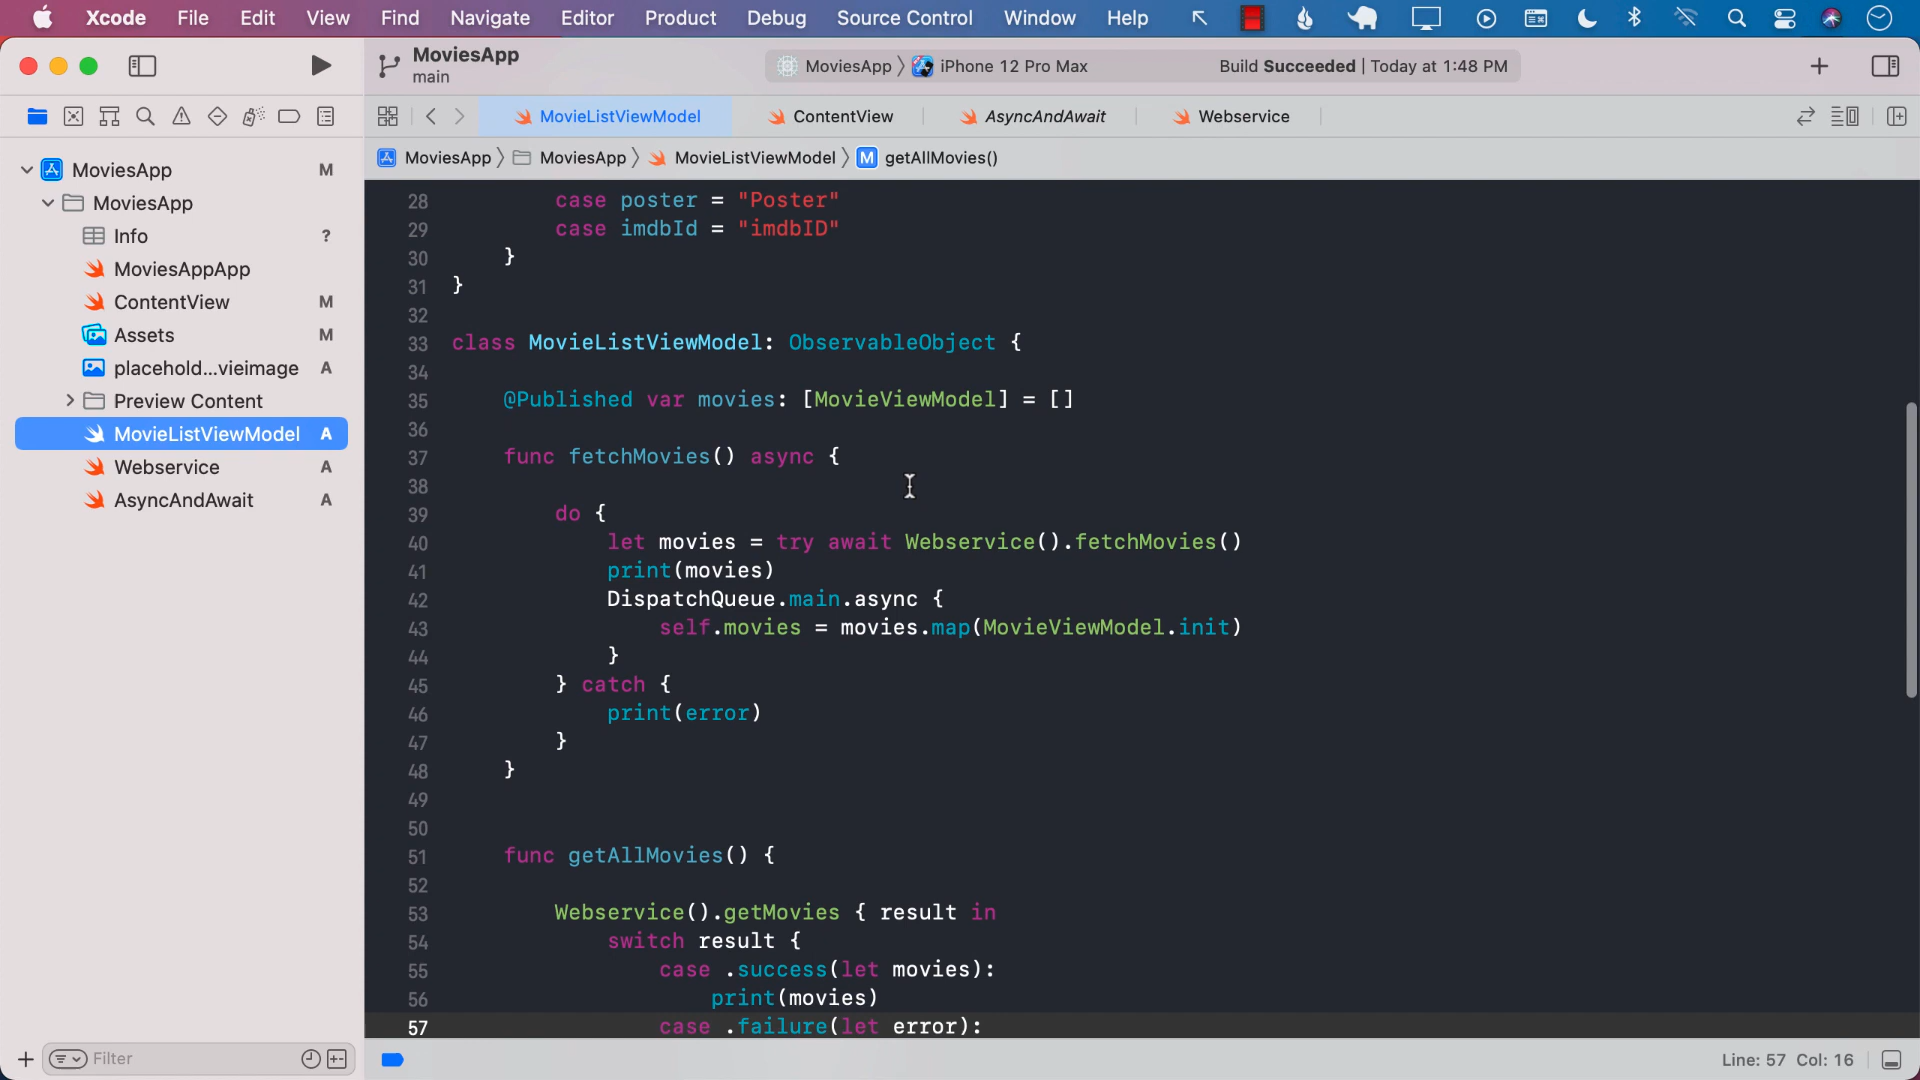 Xcode File Edit View Find Navigate Editor Product Debug Source Control Window Help
MoviesApp
main
MoviesApp iPhone 12 Pro Max
Build Succeeded | Today at 1:48 PM
MovieListViewModel ContentView AsyncAndAwait Webservice
MoviesApp MoviesApp MovieListViewModel M getAllMovies()
MoviesApp M
MoviesApp
Info ?
MoviesAppApp
ContentView M
Assets M
placehold...vieimage A
Preview Content
MovieListViewModel A
Webservice A
AsyncAndAwait A
Filter
28 case poster = "Poster"
29 case imdbId = "imdbID"
30 }
31 }
32
33 class MovieListViewModel: ObservableObject {
34
35 @Published var movies: [MovieViewModel] = []
36
37 func fetchMovies() async {
38
39 do {
40 let movies = try await Webservice().fetchMovies()
41 print(movies)
42 DispatchQueue.main.async {
43 self.movies = movies.map(MovieViewModel.init)
44 }
45 } catch {
46 print(error)
47 }
48 }
49
50
51 func getAllMovies() {
52
53 Webservice().getMovies { result in
54 switch result {
55 case .success(let movies):
56 print(movies)
57 case .failure(let error):
Line: 57 Col: 16